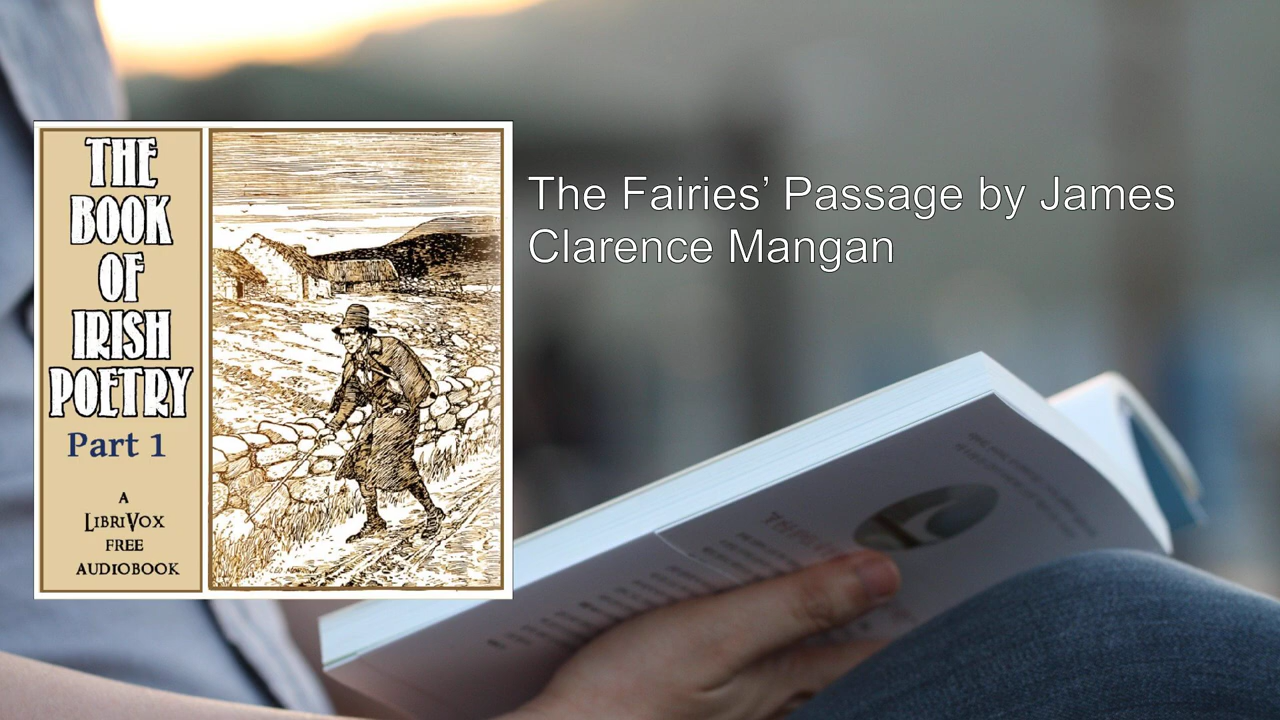 THE
BOOK
OF
IRISH
POETRY
Part 1
A
LIBRIVOX
FREE
AUDIOBOOK
The Fairies’ Passage by James
Clarence Mangan